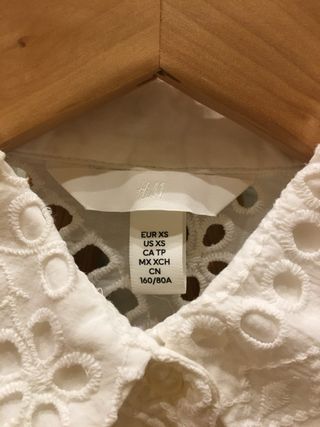 H&M
EUR XS
US XS
CA TP
MX XCH
CN
160/80A